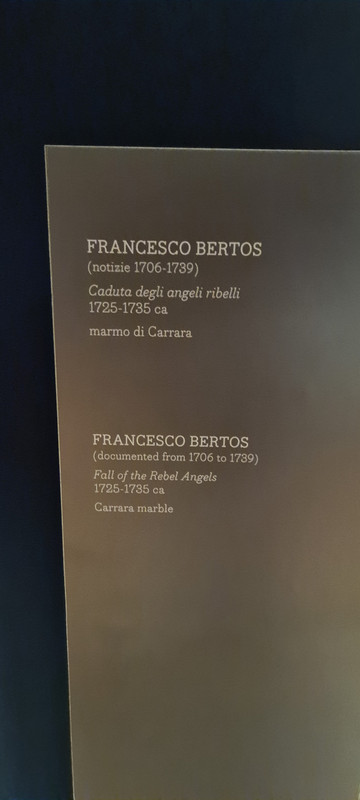 FRANCESCO BERTOS
(notizie 1706-1739)
Caduta degli angeli ribelli
1725-1735 ca
marmo di Carrara
FRANCESCO BERTOS
(documented from 1706 to 1739)
Fall of the Rebel Angels
1725-1735 ca
Carrara marble